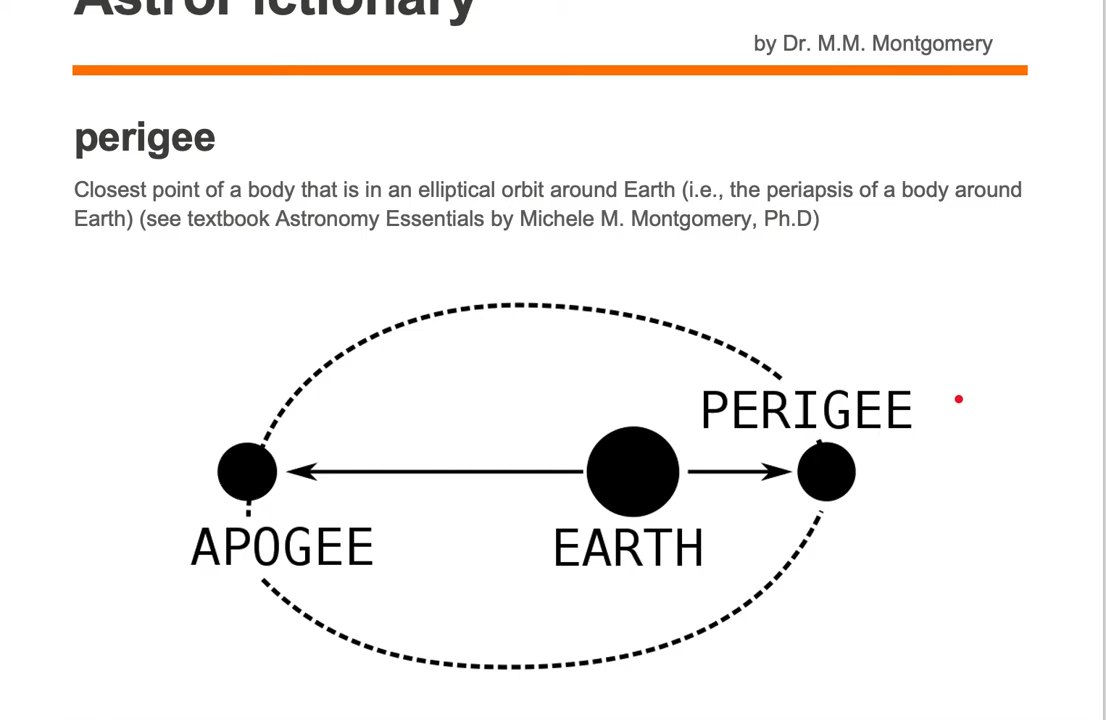 by Dr. M.M. Montgomery
perigee
Closest point of a body that is in an elliptical orbit around Earth (i.e., the periapsis of a body around
Earth) (see textbook Astronomy Essentials by Michele M. Montgomery, Ph.D)
PERIGEE
APOGEE
EARTH